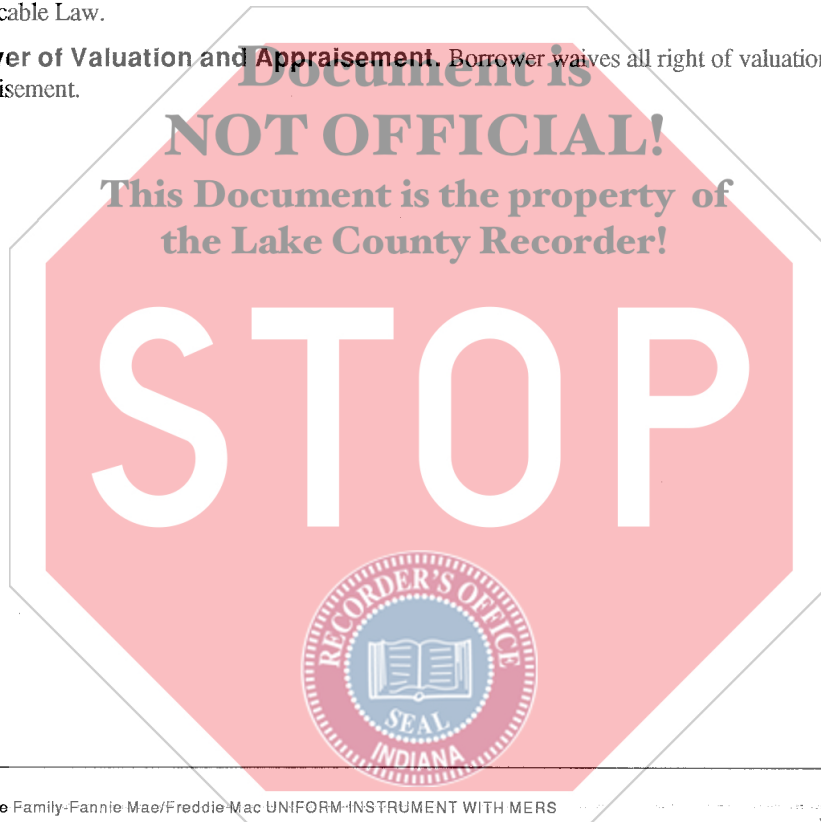 cable Law.
er of Valuation and Appraisement. Borrower waives all right of valuation
isement.
Document is
NOT OFFICIAL!
This Document is the property of
the Lake County Recorder!
STOP
RECORDER'S OFFICE
SEAL
INDIANA
e Family-Fannie Mae/Freddie Mac UNIFORM INSTRUMENT WITH MERS